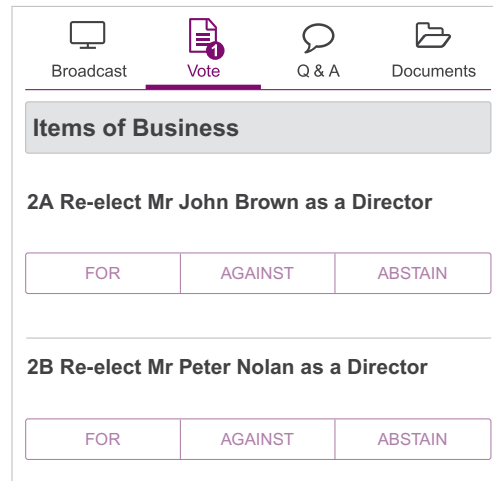 1
Broadcast Vote Q & A Documents
Items of Business
2A Re-elect Mr John Brown as a Director
FOR AGAINST ABSTAIN
2B Re-elect Mr Peter Nolan as a Director
FOR AGAINST ABSTAIN